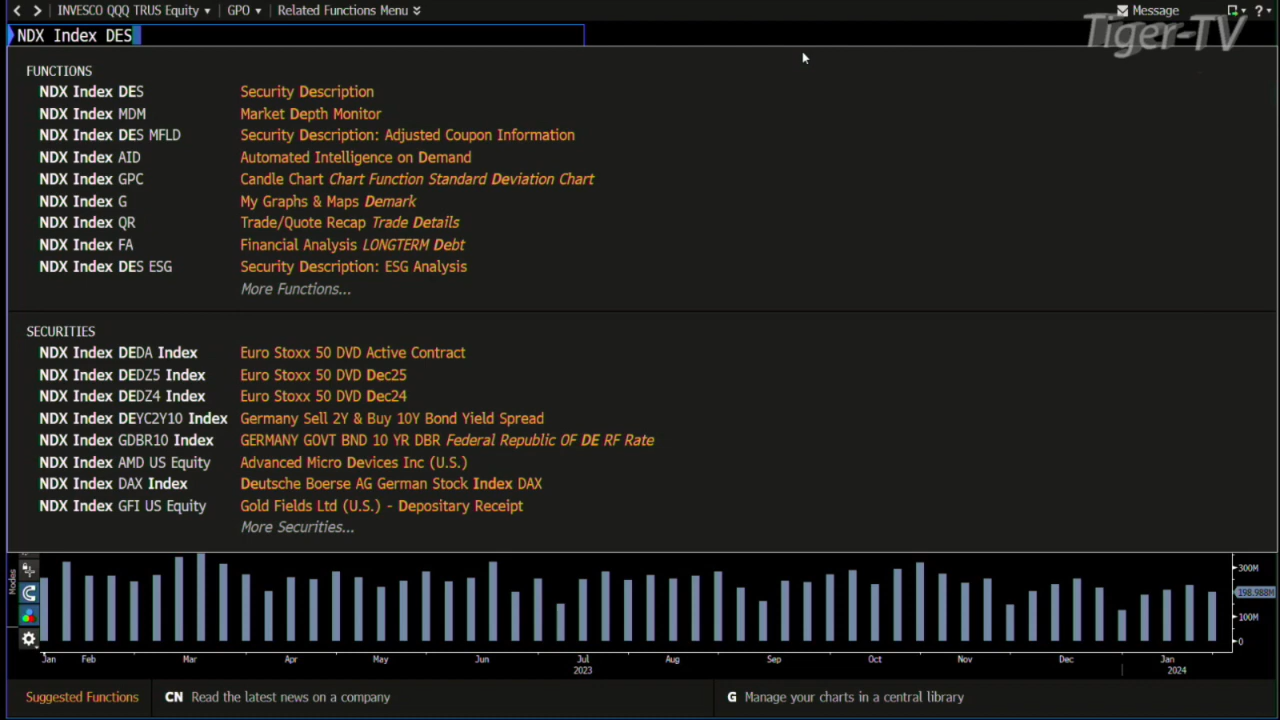 INVESCO QQQ TRUS Equity GPO Related Functions Menu Message ?
Tiger-TV
NDX Index DES
FUNCTIONS
NDX Index DES Security Description
NDX Index MDM Market Depth Monitor
NDX Index DES MFLD Security Description: Adjusted Coupon Information
NDX Index AID Automated Intelligence on Demand
NDX Index GPC Candle Chart Chart Function Standard Deviation Chart
NDX Index G My Graphs & Maps Demark
NDX Index QR Trade/Quote Recap Trade Details
NDX Index FA Financial Analysis LONGTERM Debt
NDX Index DES ESG Security Description: ESG Analysis
More Functions...
SECURITIES
NDX Index DEDA Index Euro Stoxx 50 DVD Active Contract
NDX Index DEDZ5 Index Euro Stoxx 50 DVD Dec25
NDX Index DEDZ4 Index Euro Stoxx 50 DVD Dec24
NDX Index DEYC2Y10 Index Germany Sell 2Y & Buy 10Y Bond Yield Spread
NDX Index GDBR10 Index GERMANY GOVT BND 10 YR DBR Federal Republic OF DE RF Rate
NDX Index AMD US Equity Advanced Micro Devices Inc (U.S.)
NDX Index DAX Index Deutsche Boerse AG German Stock Index DAX
NDX Index GFI US Equity Gold Fields Ltd (U.S.) - Depositary Receipt
More Securities...
Modes
300M
198.988M
100M
0
Jan Feb Mar Apr May Jun Jul Aug Sep Oct Nov Dec Jan
2023 2024
Suggested Functions CN Read the latest news on a company G Manage your charts in a central library